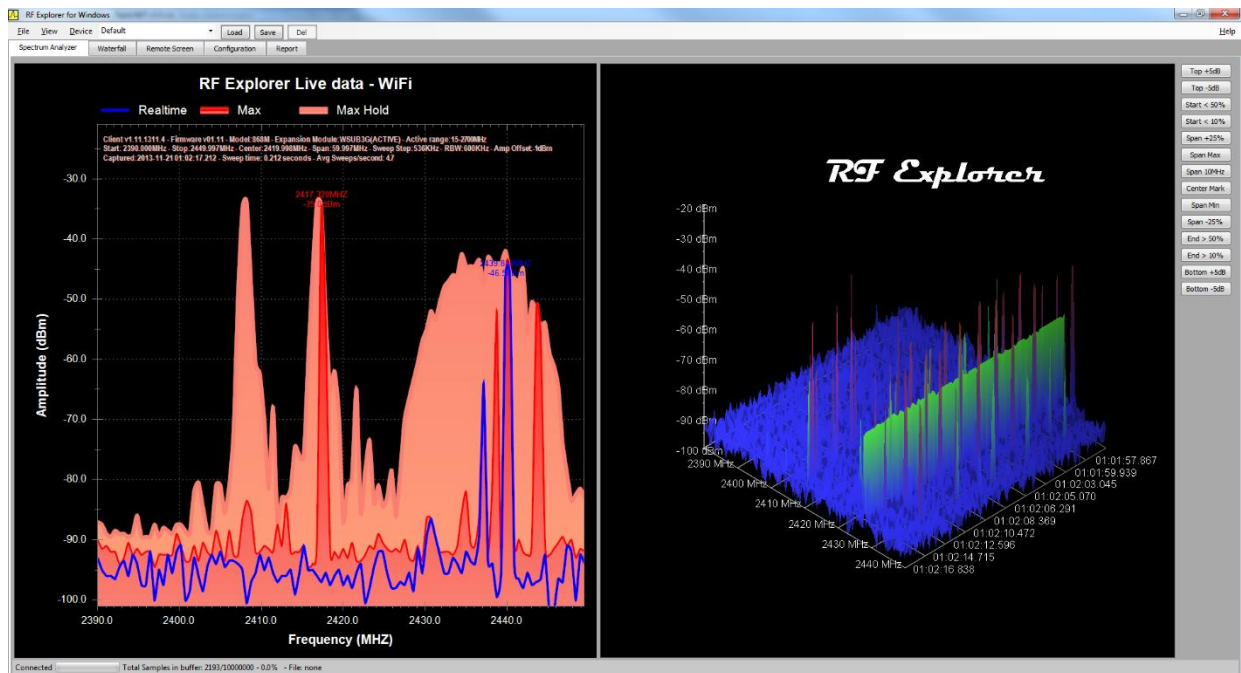 RF Explorer for Windows
File View Device Default Load Save Del Help
Spectrum Analyzer Waterfall Remote Screen Configuration Report
RF Explorer Live data - WiFi
Realtime Max Max Hold
Client v1.11.1311.4 - Firmware v01.11 - Model:868M - Expansion Module:WSUB3G(ACTIVE) - Active range:15-2700MHz
Start: 2390.000MHz - Stop: 2449.997MHz - Center:2419.998MHz - Span: 59.997MHz - Sweep Step:536KHz - RBW:600KHz - Amp Offset:1dBm
Captured:2013-11-21 01:02:17.212 - Sweep time: 0.212 seconds - Avg Sweeps/second: 4.7
-30.0
-40.0
-50.0
-60.0
-70.0
-80.0
-90.0
-100.0
Amplitude (dBm)
2390.0 2400.0 2410.0 2420.0 2430.0 2440.0
Frequency (MHZ)
RF Explorer
-20 dBm
-30 dBm
-40 dBm
-50 dBm
-60 dBm
-70 dBm
-80 dBm
-90 dBm
-100 dBm
2390 MHz
2400 MHz
2410 MHz
2420 MHz
2430 MHz
2440 MHz
01:01:57.867
01:01:59.939
01:02:03.045
01:02:05.070
01:02:06.291
01:02:08.369
01:02:10.472
01:02:12.596
01:02:14.715
01:02:16.838
Top +5dB
Top -5dB
Start < 50%
Start < 10%
Span +25%
Span Max
Span 10MHz
Center Mark
Span Min
Span -25%
End > 50%
End > 10%
Bottom +5dB
Bottom -5dB
Connected Total Samples in buffer: 2193/10000000 - 0.0% - File: none